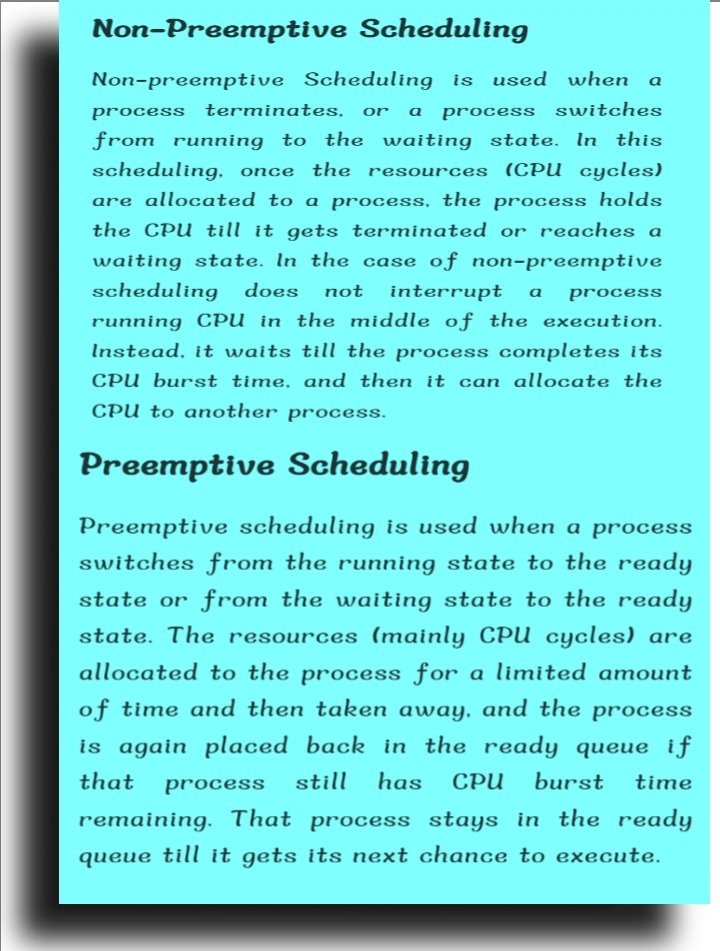 Non-Preemptive Scheduling
Non-preemptive Scheduling is used when a
process terminates, or a process switches
from running to the waiting state. In this
scheduling, once the resources (CPU cycles)
are allocated to a process, the process holds
the CPU till it gets terminated or reaches a
waiting state. In the case of non-preemptive
scheduling does not interrupt a process
running CPU in the middle of the execution.
Instead, it waits till the process completes its
CPU burst time, and then it can allocate the
CPU to another process.
Preemptive Scheduling
Preemptive scheduling is used when a process
switches from the running state to the ready
state or from the waiting state to the ready
state. The resources (mainly CPU cycles) are
allocated to the process for a limited amount
of time and then taken away, and the process
is again placed back in the ready queue if
that process still has CPU burst time
remaining. That process stays in the ready
queue till it gets its next chance to execute.